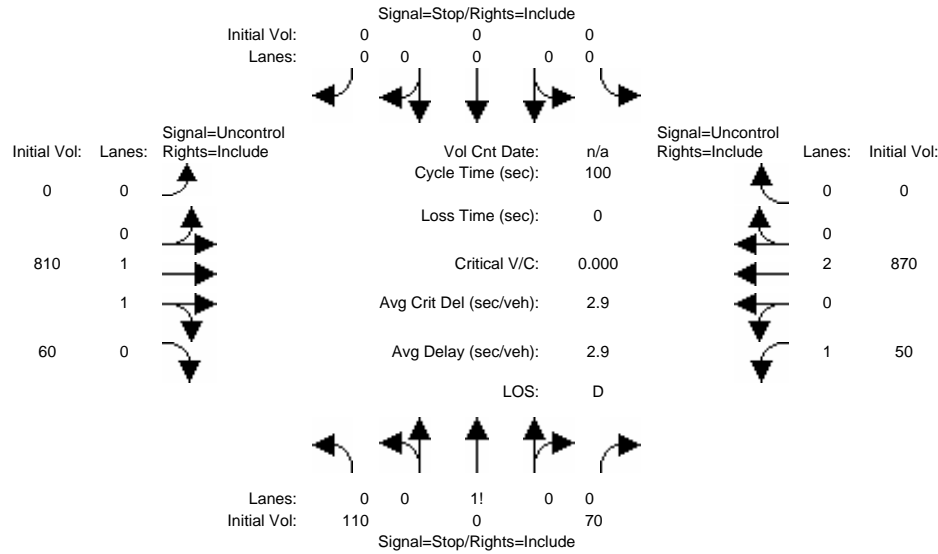 Signal=Stop/Rights=Include
Initial Vol: 0 0 0
Lanes: 0 0 0 0 0
Signal=Uncontrol
Initial Vol: Lanes: Rights=Include
Vol Cnt Date: n/a
Signal=Uncontrol
Rights=Include Lanes: Initial Vol:
Cycle Time (sec): 100
0 0
0 0
Loss Time (sec): 0
0
0
810 1
Critical V/C: 0.000
2 870
1
Avg Crit Del (sec/veh): 2.9
0
60 0
Avg Delay (sec/veh): 2.9
1 50
LOS: D
Lanes: 0 0 1! 0 0
Initial Vol: 110 0 70
Signal=Stop/Rights=Include